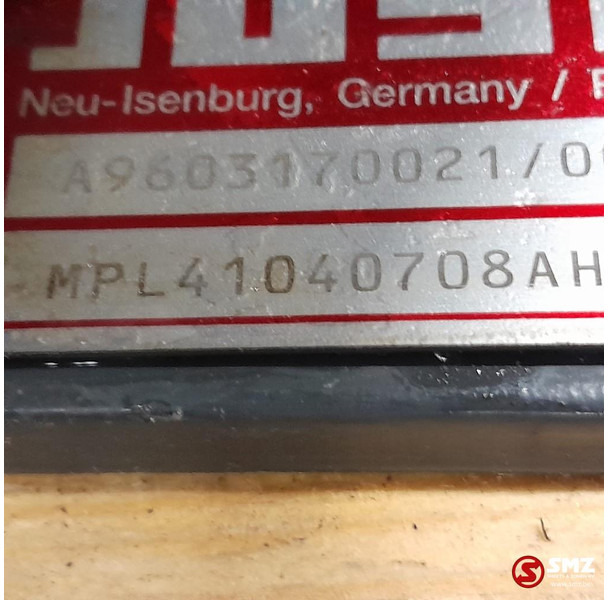 Neu-Isenburg, Germany /
A9603170021/0
MPL41040708AH
SMZ